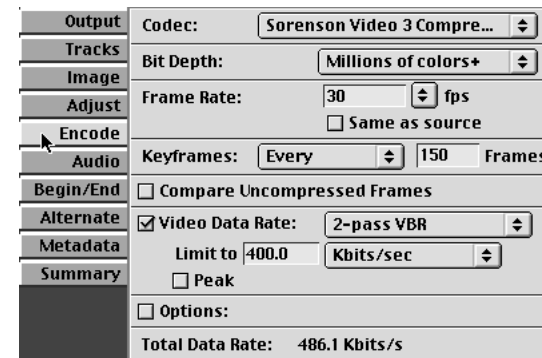 Output
Tracks
Image
Adjust
Encode
Audio
Begin/End
Alternate
Metadata
Summary
Codec: Sorenson Video 3 Compre...
Bit Depth: Millions of colors+
Frame Rate: 30 fps
Same as source
Keyframes: Every 150 Frames
Compare Uncompressed Frames
Video Data Rate: 2-pass VBR
Limit to 400.0 Kbits/sec
Peak
Options:
Total Data Rate: 486.1 Kbits/s